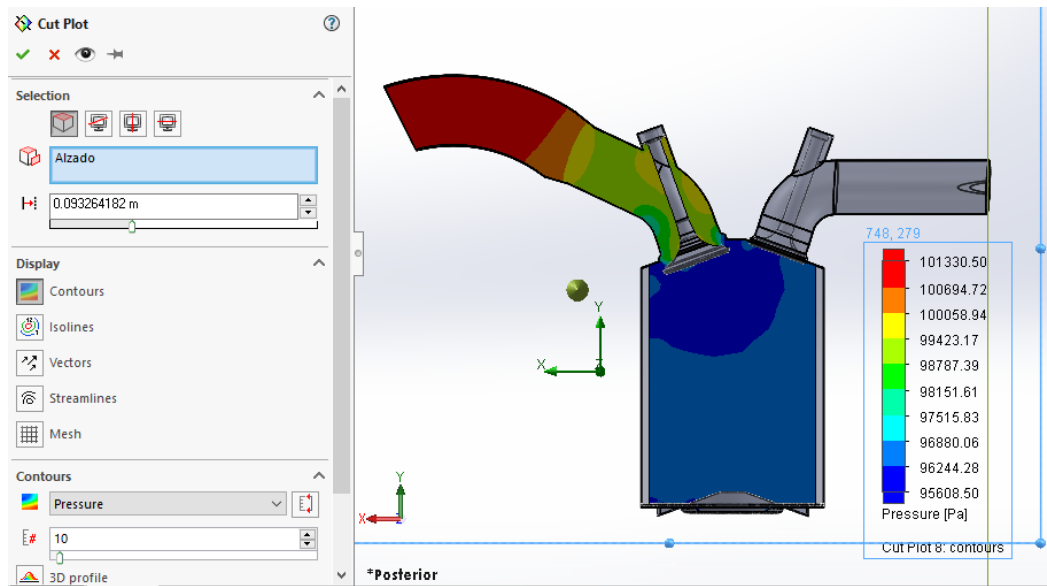 Cut Plot
Selection
Alzado
0.093264182 m
Display
Contours
Isolines
Vectors
Streamlines
Mesh
Contours
Pressure
10
3D profile
Y
X
Y
X
Z
*Posterior
748, 279
101330.50
100694.72
100058.94
99423.17
98787.39
98151.61
97515.83
96880.06
96244.28
95608.50
Pressure [Pa]
Cut Plot 8: contours